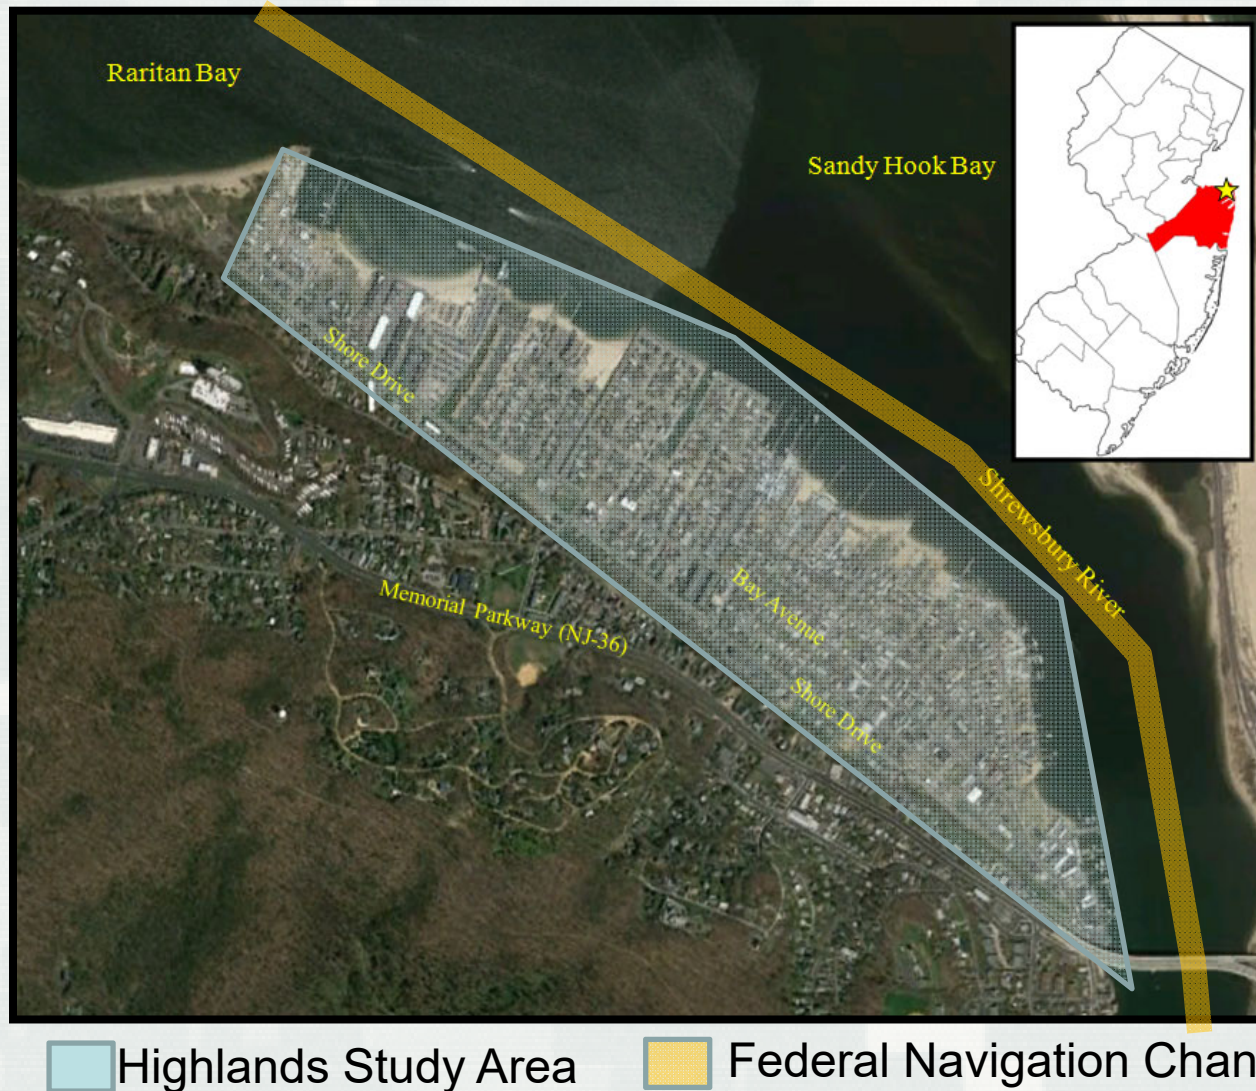 Raritan Bay
Sandy Hook Bay
Shore Drive
Shrewsbury River
Bay Avenue
Memorial Parkway (NJ-36)
Shore Drive
Highlands Study Area
Federal Navigation Chan